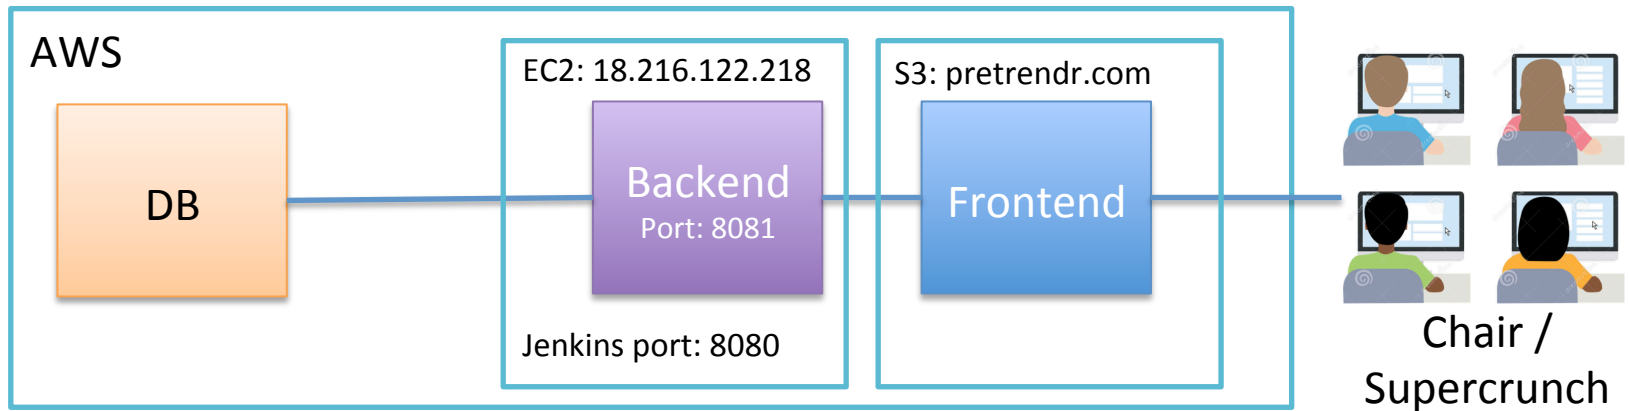 AWS
DB
EC2: 18.216.122.218
Backend
Port: 8081
Jenkins port: 8080
S3: pretrendr.com
Frontend
Chair /
Supercrunch